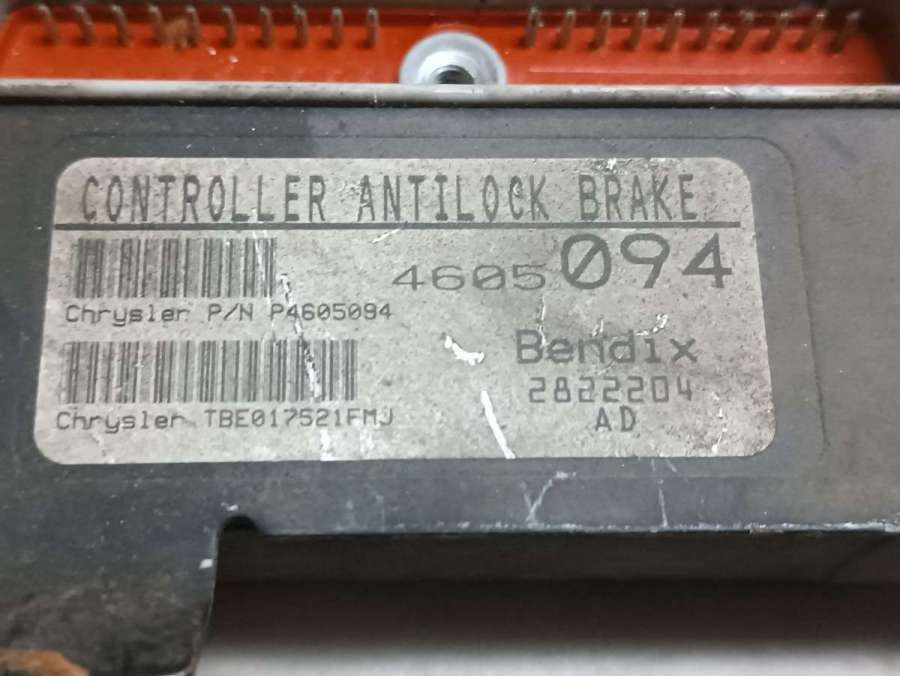 CONTROLLER ANTILOCK BRAKE
4605094
Chrysler P/N P4605094
Bendix
2822204
Chrysler TBE017521FMJ
AD